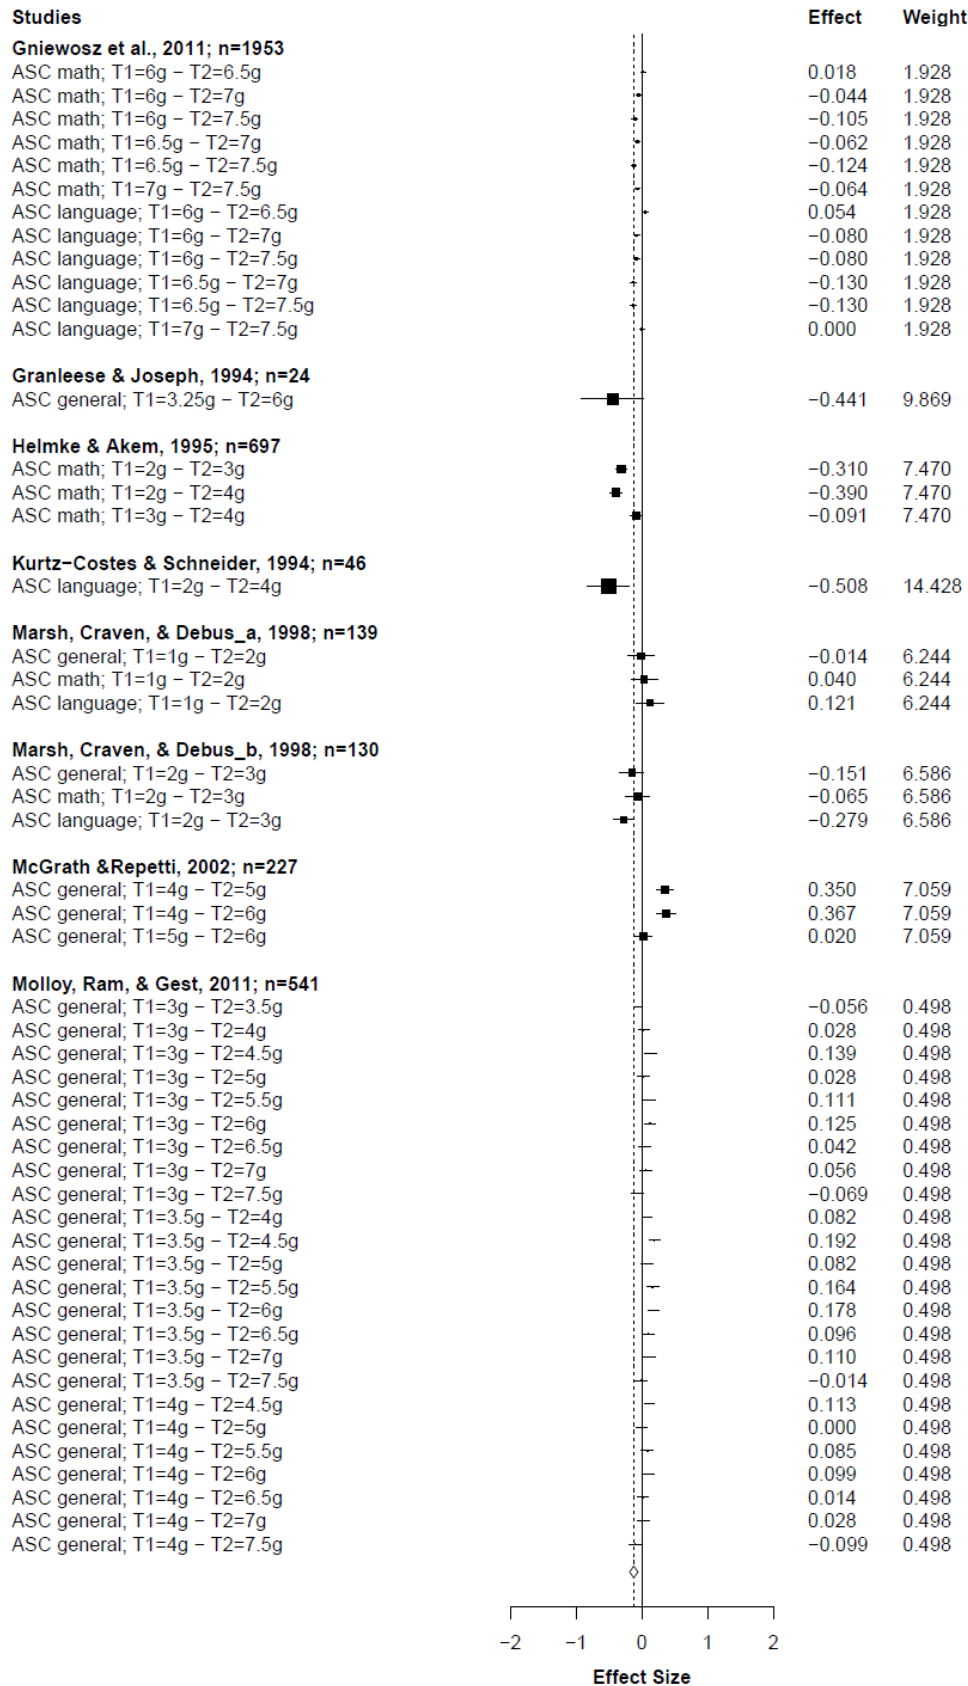 Studies Effect Weight
Gniewosz et al., 2011; n=1953
ASC math; T1=6g − T2=6.5g 0.018 1.928
ASC math; T1=6g − T2=7g −0.044 1.928
ASC math; T1=6g − T2=7.5g −0.105 1.928
ASC math; T1=6.5g − T2=7g −0.062 1.928
ASC math; T1=6.5g − T2=7.5g −0.124 1.928
ASC math; T1=7g − T2=7.5g −0.064 1.928
ASC language; T1=6g − T2=6.5g 0.054 1.928
ASC language; T1=6g − T2=7g −0.080 1.928
ASC language; T1=6g − T2=7.5g −0.080 1.928
ASC language; T1=6.5g − T2=7g −0.130 1.928
ASC language; T1=6.5g − T2=7.5g −0.130 1.928
ASC language; T1=7g − T2=7.5g 0.000 1.928
Granleese & Joseph, 1994; n=24
ASC general; T1=3.25g − T2=6g −0.441 9.869
Helmke & Akem, 1995; n=697
ASC math; T1=2g − T2=3g −0.310 7.470
ASC math; T1=2g − T2=4g −0.390 7.470
ASC math; T1=3g − T2=4g −0.091 7.470
Kurtz−Costes & Schneider, 1994; n=46
ASC language; T1=2g − T2=4g −0.508 14.428
Marsh, Craven, & Debus_a, 1998; n=139
ASC general; T1=1g − T2=2g −0.014 6.244
ASC math; T1=1g − T2=2g 0.040 6.244
ASC language; T1=1g − T2=2g 0.121 6.244
Marsh, Craven, & Debus_b, 1998; n=130
ASC general; T1=2g − T2=3g −0.151 6.586
ASC math; T1=2g − T2=3g −0.065 6.586
ASC language; T1=2g − T2=3g −0.279 6.586
McGrath &Repetti, 2002; n=227
ASC general; T1=4g − T2=5g 0.350 7.059
ASC general; T1=4g − T2=6g 0.367 7.059
ASC general; T1=5g − T2=6g 0.020 7.059
Molloy, Ram, & Gest, 2011; n=541
ASC general; T1=3g − T2=3.5g −0.056 0.498
ASC general; T1=3g − T2=4g 0.028 0.498
ASC general; T1=3g − T2=4.5g 0.139 0.498
ASC general; T1=3g − T2=5g 0.028 0.498
ASC general; T1=3g − T2=5.5g 0.111 0.498
ASC general; T1=3g − T2=6g 0.125 0.498
ASC general; T1=3g − T2=6.5g 0.042 0.498
ASC general; T1=3g − T2=7g 0.056 0.498
ASC general; T1=3g − T2=7.5g −0.069 0.498
ASC general; T1=3.5g − T2=4g 0.082 0.498
ASC general; T1=3.5g − T2=4.5g 0.192 0.498
ASC general; T1=3.5g − T2=5g 0.082 0.498
ASC general; T1=3.5g − T2=5.5g 0.164 0.498
ASC general; T1=3.5g − T2=6g 0.178 0.498
ASC general; T1=3.5g − T2=6.5g 0.096 0.498
ASC general; T1=3.5g − T2=7g 0.110 0.498
ASC general; T1=3.5g − T2=7.5g −0.014 0.498
ASC general; T1=4g − T2=4.5g 0.113 0.498
ASC general; T1=4g − T2=5g 0.000 0.498
ASC general; T1=4g − T2=5.5g 0.085 0.498
ASC general; T1=4g − T2=6g 0.099 0.498
ASC general; T1=4g − T2=6.5g 0.014 0.498
ASC general; T1=4g − T2=7g 0.028 0.498
ASC general; T1=4g − T2=7.5g −0.099 0.498
−2 −1 0 1 2
Effect Size